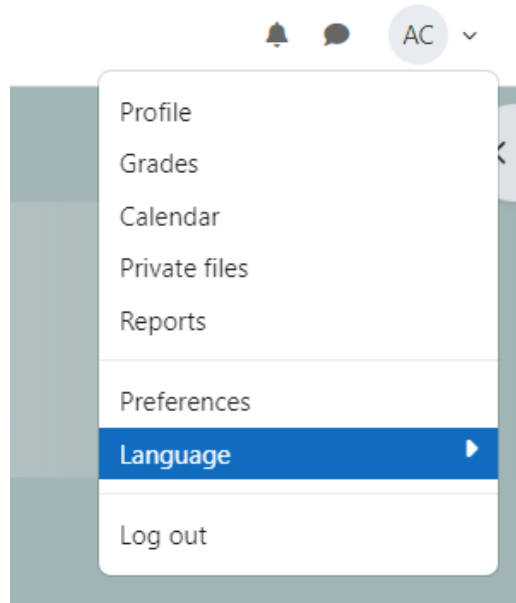 AC
Profile
Grades
Calendar
Private files
Reports
Preferences
Language
Log out